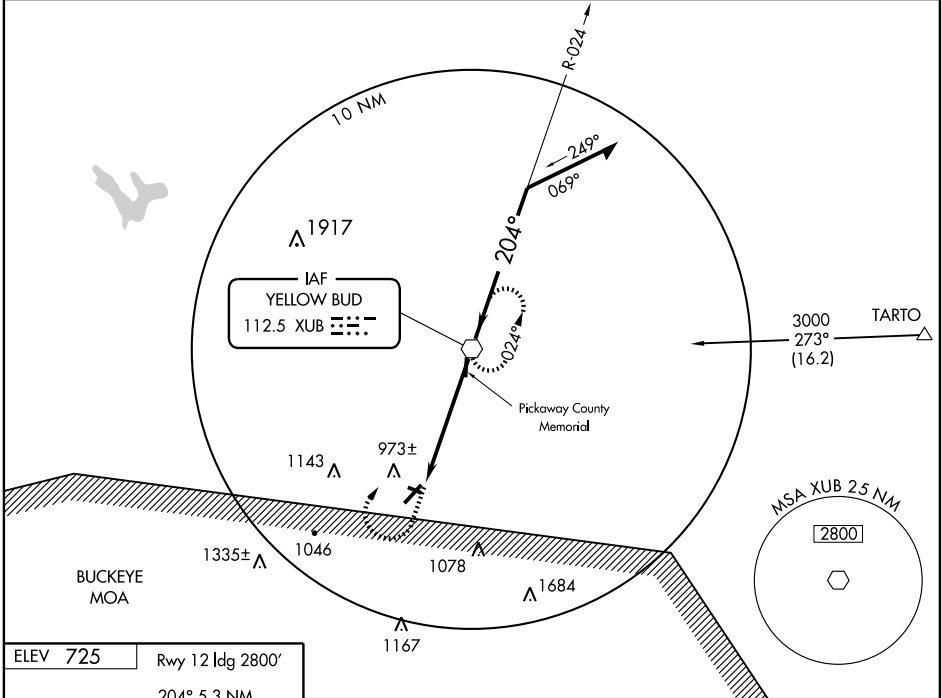 R-024
10 NM
249°
069°
1917
204°
IAF
YELLOW BUD
112.5 XUB
024°
3000
273°
(16.2)
TARTO
Pickaway County
Memorial
1143
973±
MSA XUB 25 NM
2800
1335±
1046
1078
1684
BUCKEYE
MOA
1167
ELEV 725
Rwy 12 ldg 2800'
204° 5.3 NM